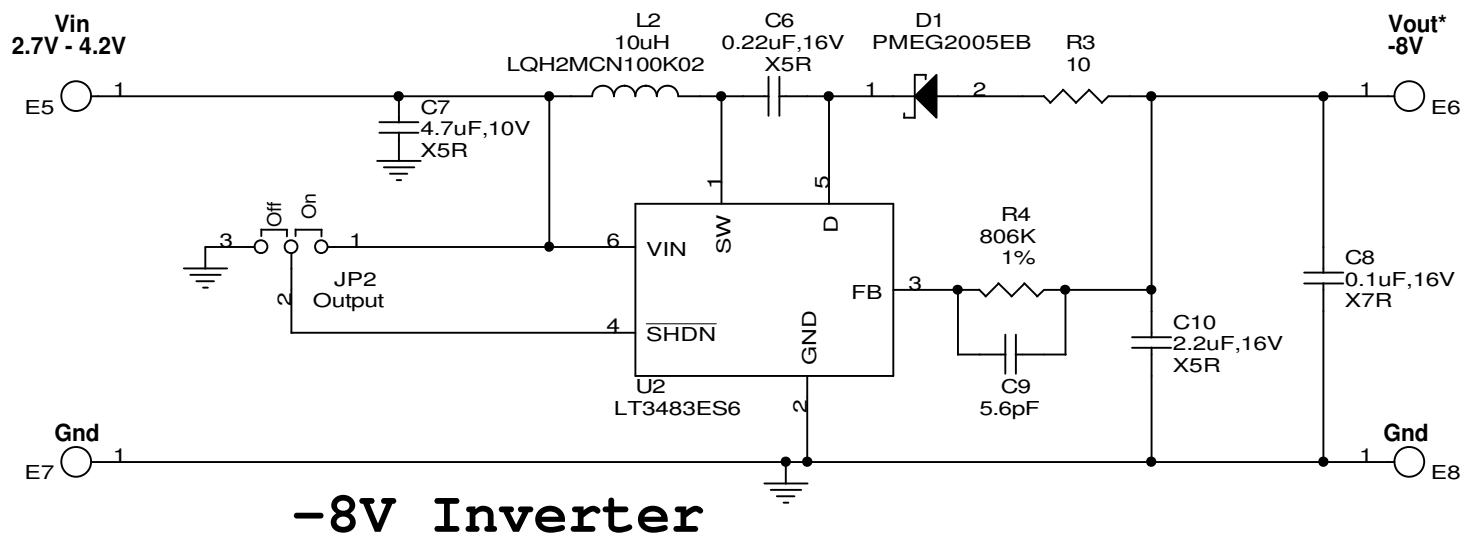 Vin
2.7V - 4.2V
E5
1
C7
4.7uF,10V
X5R
L2
10uH
LQH2MCN100K02
C6
0.22uF,16V
X5R
D1
PMEG2005EB
1
2
R3
10
Vout*
-8V
1
E6
1
5
Off
On
3
1
2
JP2
Output
6
4
VIN
SHDN
SW
D
FB
GND
3
2
U2
LT3483ES6
R4
806K
1%
C9
5.6pF
C10
2.2uF,16V
X5R
C8
0.1uF,16V
X7R
Gnd
E7
1
Gnd
1
E8
-8V Inverter